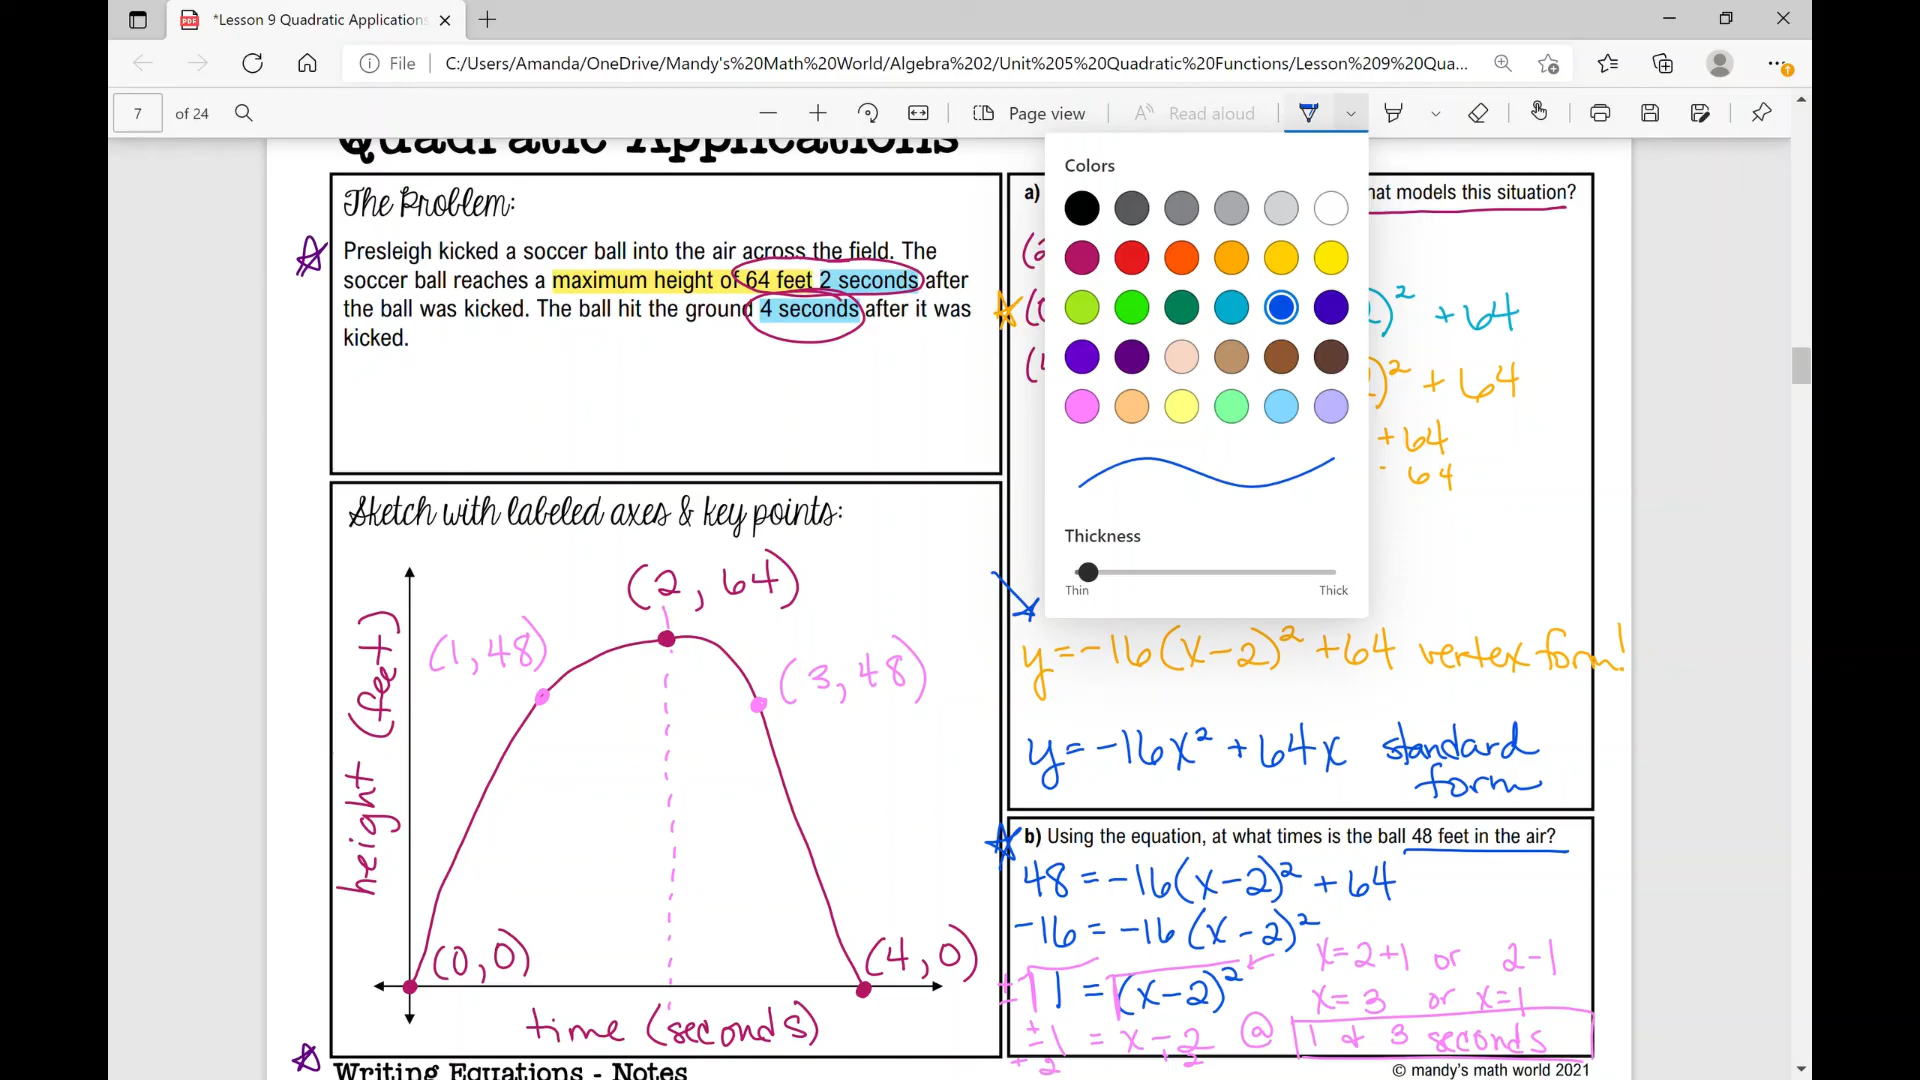 *Lesson 9 Quadratic Applications
File
C:/Users/Amanda/OneDrive/Mandy's%20Math%20World/Algebra%202/Unit%205%20Quadratic%20Functions/Lesson%209%20Qua...
7 of 24
Page view
Read aloud
Quadratic Applications
The Problem:
Presleigh kicked a soccer ball into the air across the field. The
soccer ball reaches a maximum height of 64 feet 2 seconds after
the ball was kicked. The ball hit the ground 4 seconds after it was
kicked.
Sketch with labeled axes & key points:
(2, 64)
(1,48)
(3,48)
height (feet)
(0,0)
(4,0)
time (seconds)
Writing Equations - Notes
Colors
Thickness
Thin
Thick
a)
models this situation?
)² +64
)² + 64
+64
- 64
y=-16(x-2)² +64 vertex form!
y=-16x² +64x standard
form
b) Using the equation, at what times is the ball 48 feet in the air?
48=-16(x-2)² +64
-16=-16(x-2)²
±√1 = √(x-2)²
±1 = x-2
+2 +2
x=2+1 or 2-1
x=3 or x=1
@ 1 & 3 seconds
© mandy's math world 2021